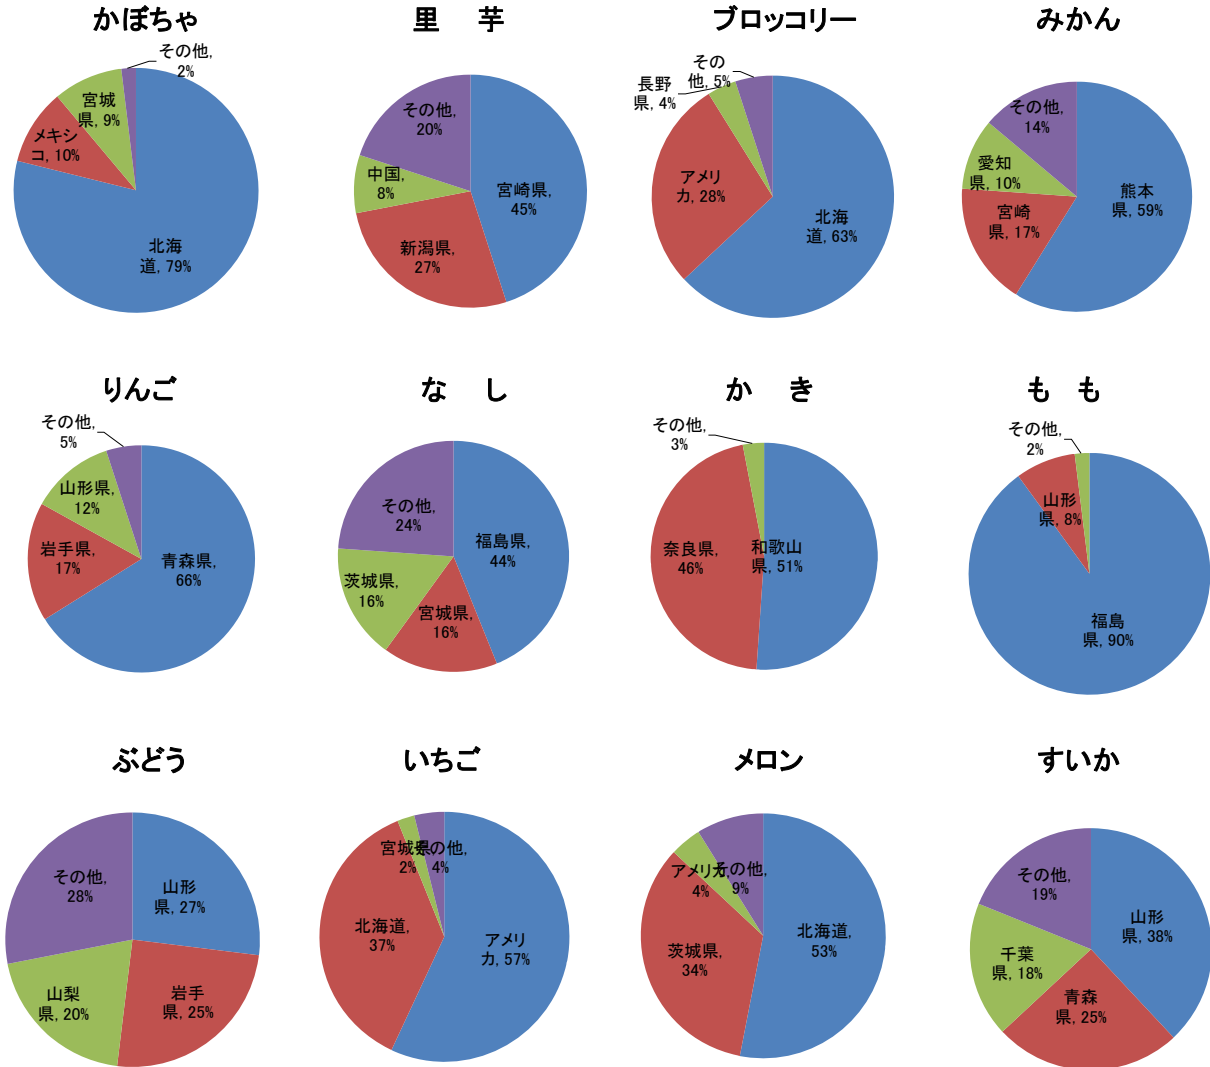 かぼちゃ
その他,
2%
宮城
県, 9%
メキシ
コ, 10%
北海
道, 79%
里　芋
その他,
20%
中国,
8%
宮崎県,
45%
新潟県,
27%
ブロッコリー
その
他, 5%
長野
県, 4%
アメリ
カ, 28%
北海
道, 63%
みかん
その他,
14%
愛知
県, 10%
宮崎
県, 17%
熊本
県, 59%
りんご
その他,
5%
山形県,
12%
岩手県,
17%
青森県,
66%
な　し
その他,
24%
福島県,
44%
茨城県,
16%
宮城県,
16%
か　き
その他,
3%
奈良県,
46%
和歌山
県, 51%
も　も
その他,
2%
山形
県, 8%
福島
県, 90%
ぶどう
その他,
28%
山形
県, 27%
山梨
県, 20%
岩手
県, 25%
いちご
宮城県,
2%
その他,
4%
北海道,
37%
アメリ
カ, 57%
メロン
アメリカ,
4%
その他,
9%
茨城県,
34%
北海道,
53%
すいか
その他,
19%
山形
県, 38%
千葉
県, 18%
青森
県, 25%